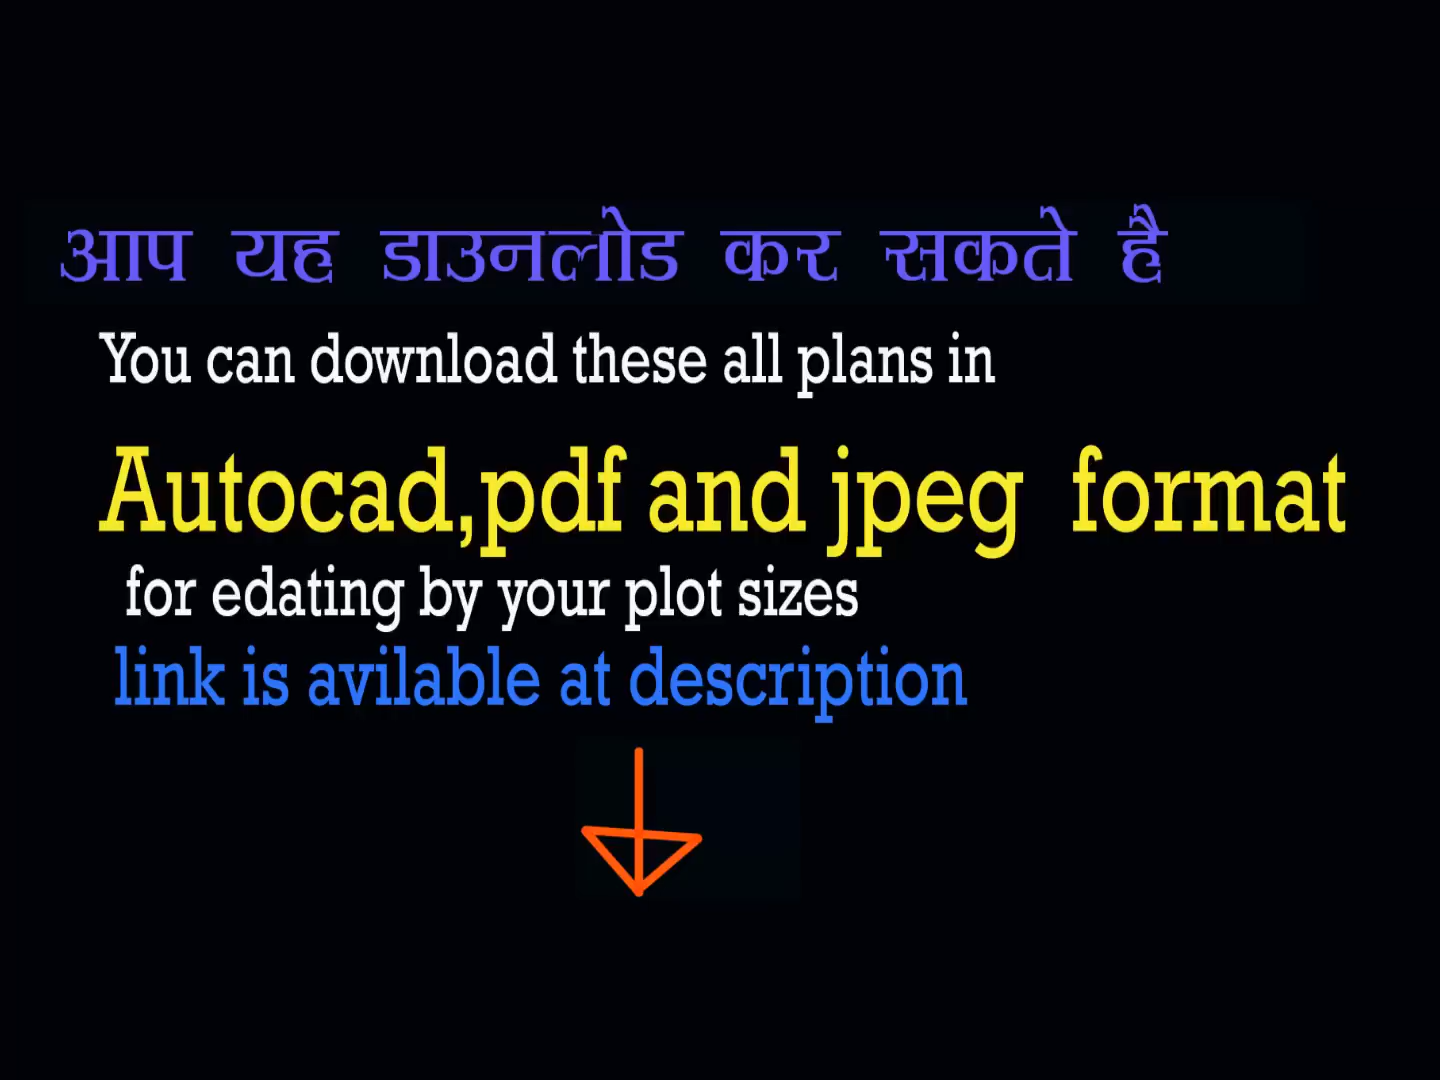 आप यह डाउनलोड कर सकते है
You can download these all plans in
Autocad,pdf and jpeg format
for edating by your plot sizes
link is avilable at description